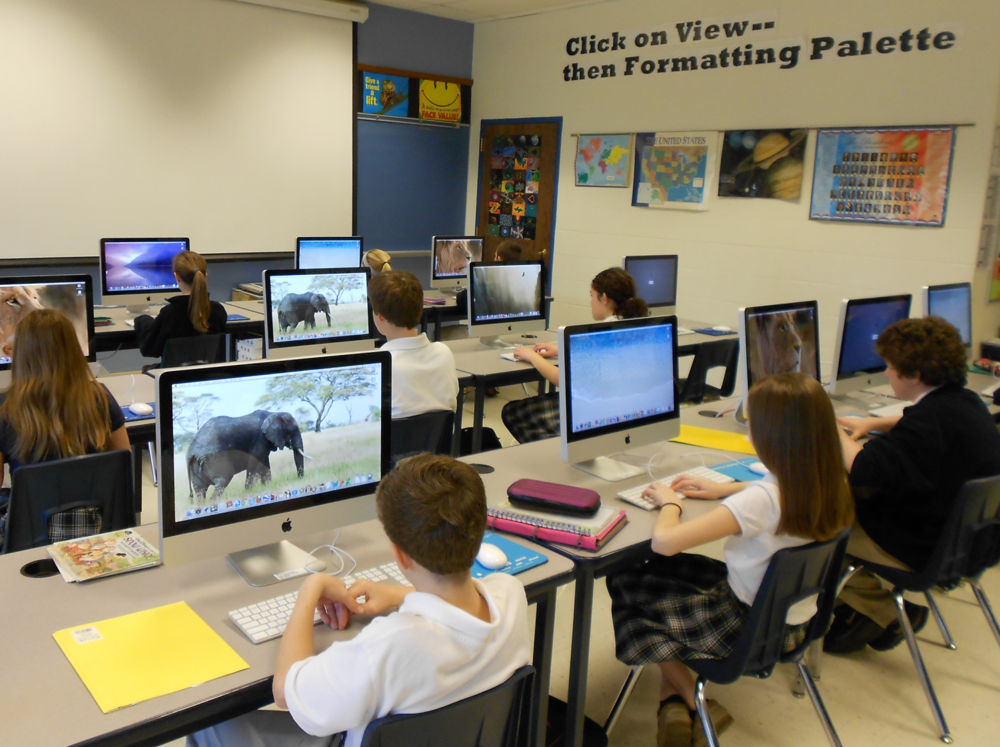 Click on View--
then Formatting Palette
Give a
friend
a
lift.
FACE VALUE!
THE UNITED STATES